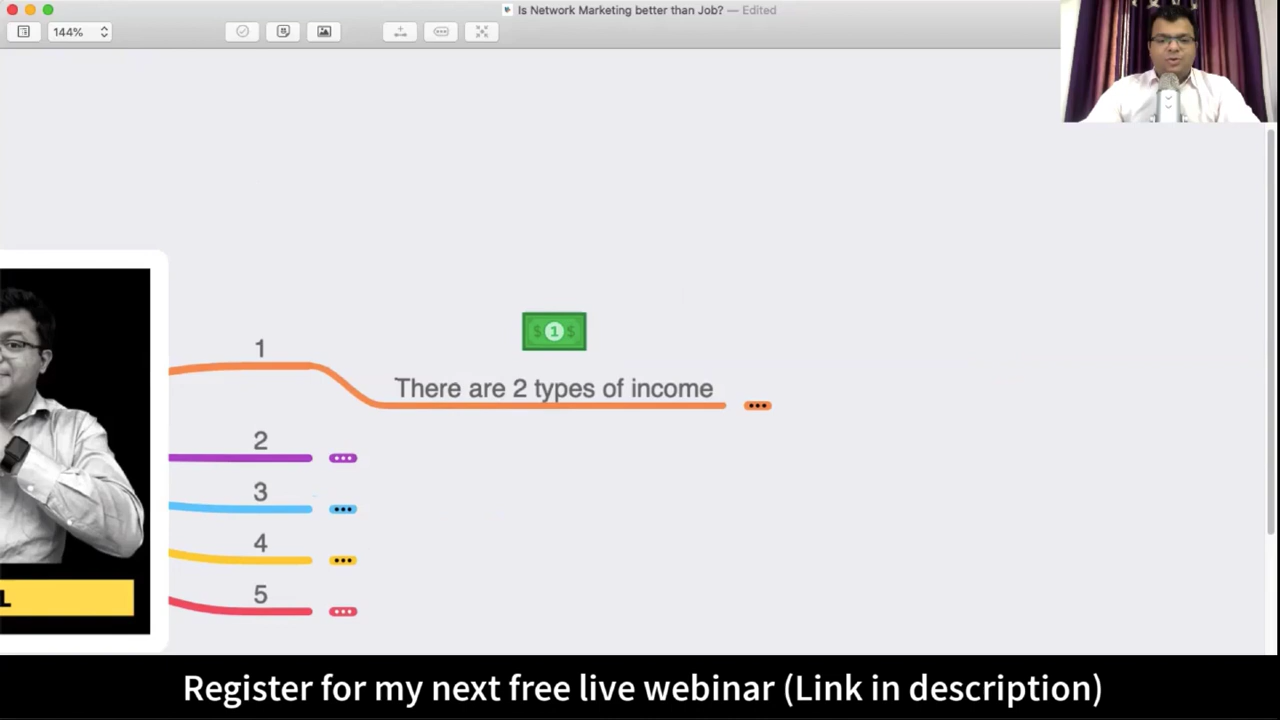 Is Network Marketing better than Job? — Edited
144%
1
$ 1 $
There are 2 types of income
2
3
4
5
L
Register for my next free live webinar (Link in description)